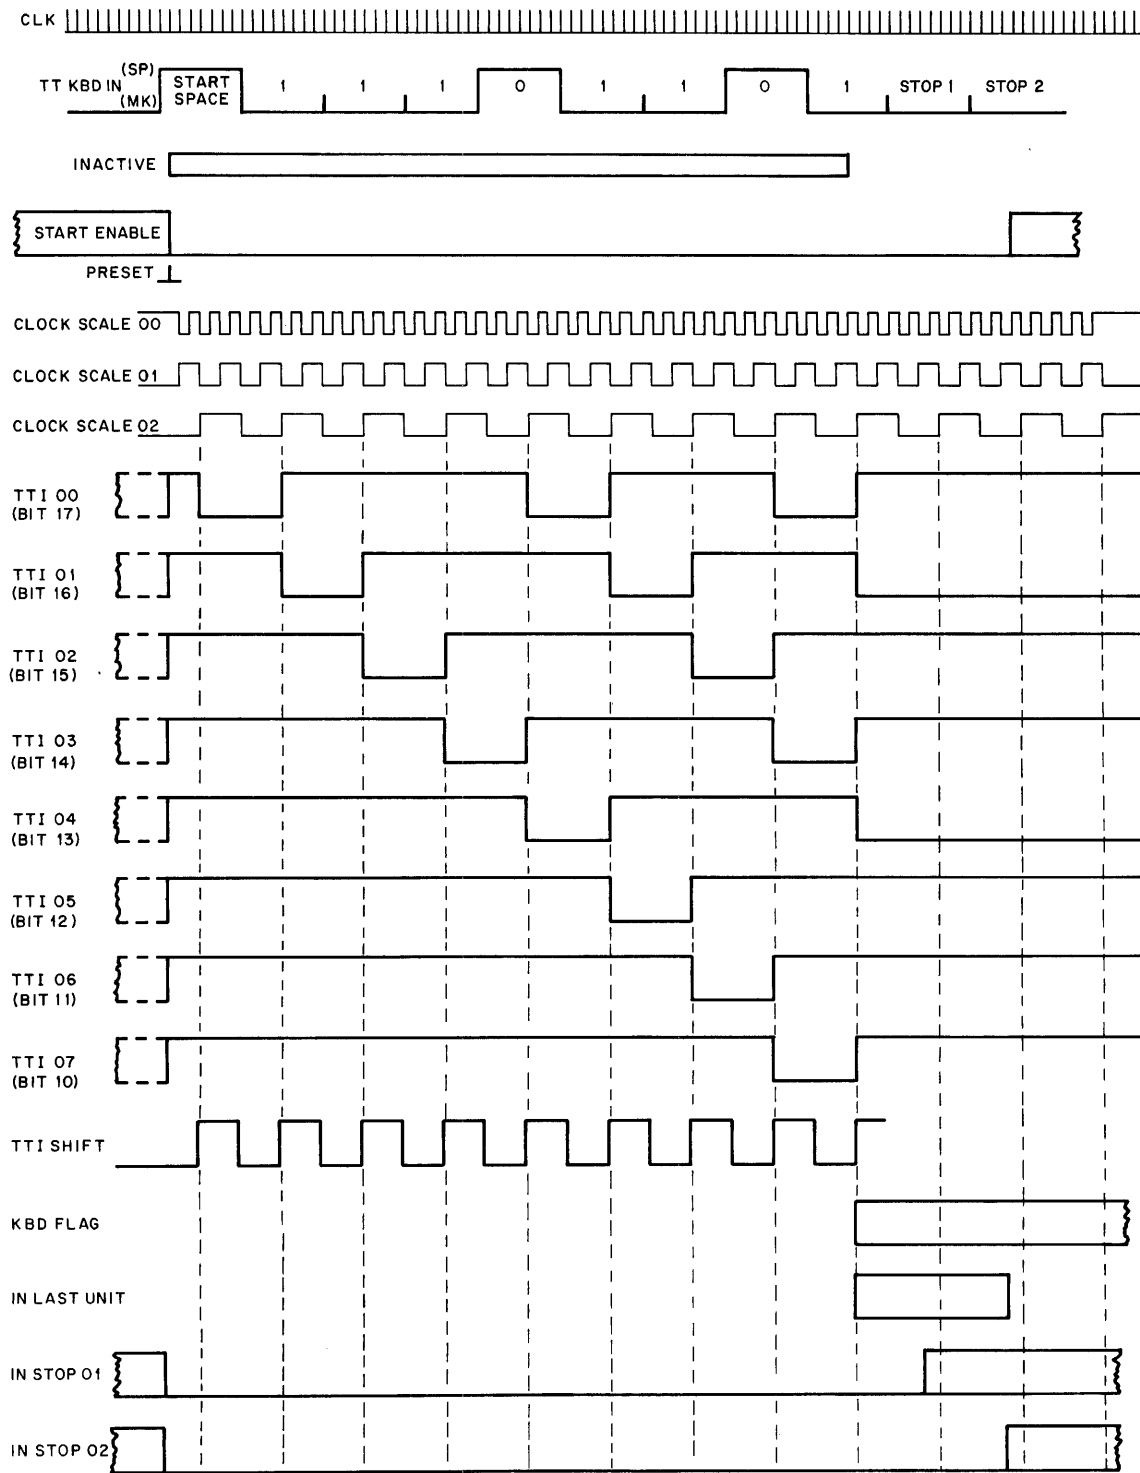 CLK
TT KBD IN (SP) (MK)
START SPACE 1 1 1 0 1 1 0 1 STOP 1 STOP 2
INACTIVE
START ENABLE
PRESET
CLOCK SCALE 00
CLOCK SCALE 01
CLOCK SCALE 02
TTI 00
(BIT 17)
TTI 01
(BIT 16)
TTI 02
(BIT 15)
TTI 03
(BIT 14)
TTI 04
(BIT 13)
TTI 05
(BIT 12)
TTI 06
(BIT 11)
TTI 07
(BIT 10)
TTI SHIFT
KBD FLAG
IN LAST UNIT
IN STOP 01
IN STOP 02